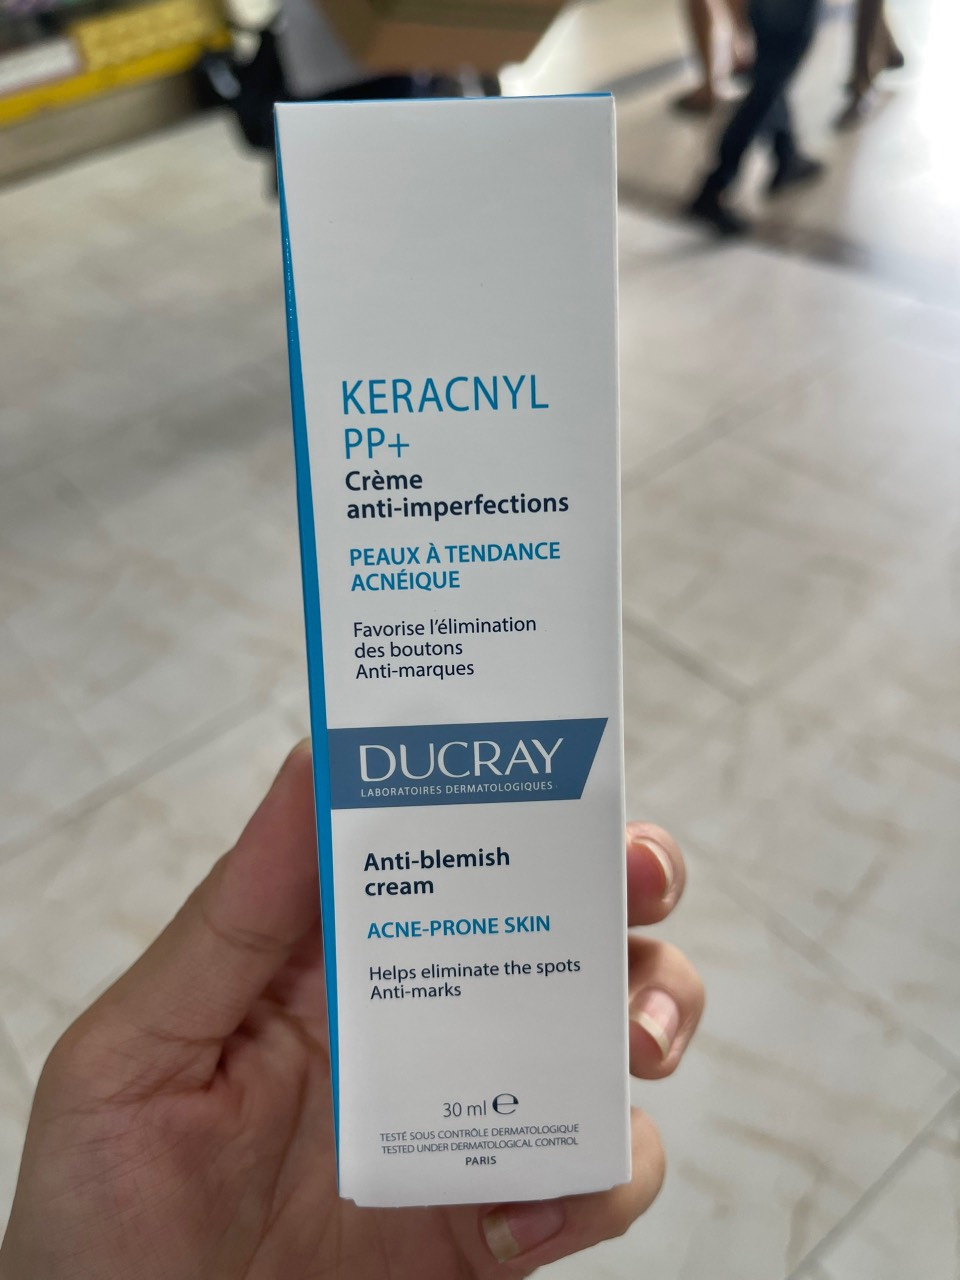 KERACNYL
PP+
Crème
anti-imperfections
PEAUX À TENDANCE
ACNÉIQUE
Favorise l'élimination
des boutons
Anti-marques
DUCRAY
LABORATOIRES DERMATOLOGIQUES
Anti-blemish
cream
ACNE-PRONE SKIN
Helps eliminate the spots
Anti-marks
30 ml ℮
TESTÉ SOUS CONTRÔLE DERMATOLOGIQUE
TESTED UNDER DERMATOLOGICAL CONTROL
PARIS